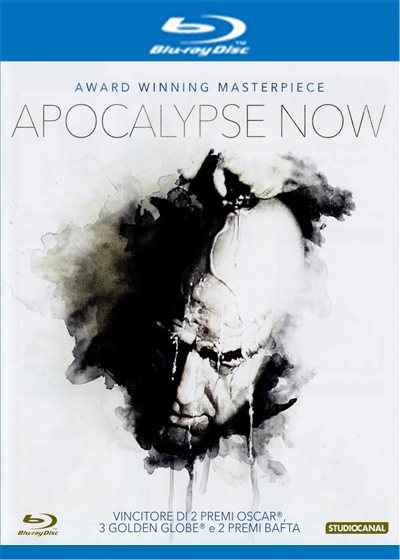 Blu-ray Disc™
AWARD WINNING MASTERPIECE
APOCALYPSE NOW
VINCITORE DI 2 PREMI OSCAR®
3 GOLDEN GLOBE® e 2 PREMI BAFTA
Blu-ray Disc
STUDIOCANAL